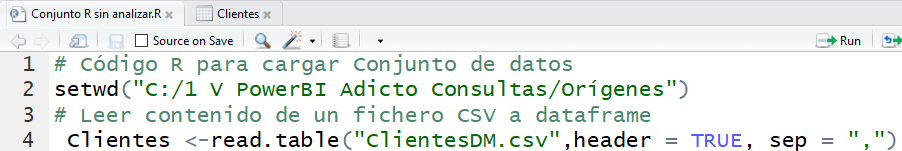 Conjunto R sin analizar.R Clientes
Source on Save Run
1 # Código R para cargar Conjunto de datos
2 setwd("C:/1 V PowerBI Adicto Consultas/Orígenes")
3 # Leer contenido de un fichero CSV a dataframe
4 Clientes <-read.table("ClientesDM.csv",header = TRUE, sep = ",")